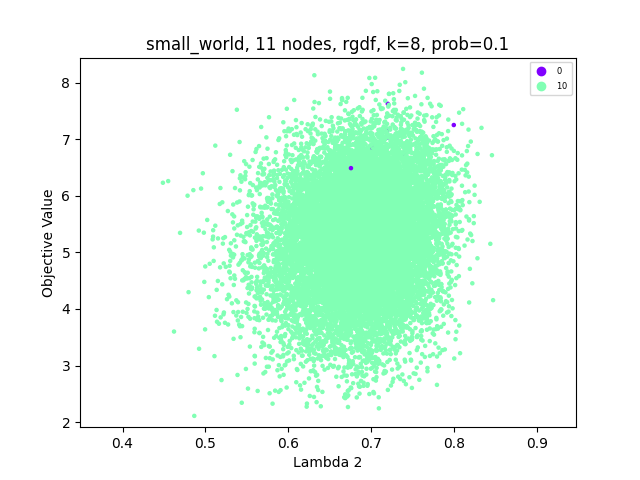 small_world, 11 nodes, rgdf, k=8, prob=0.1
0
10
8
7
6
5
4
3
2
Objective Value
0.4 0.5 0.6 0.7 0.8 0.9
Lambda 2